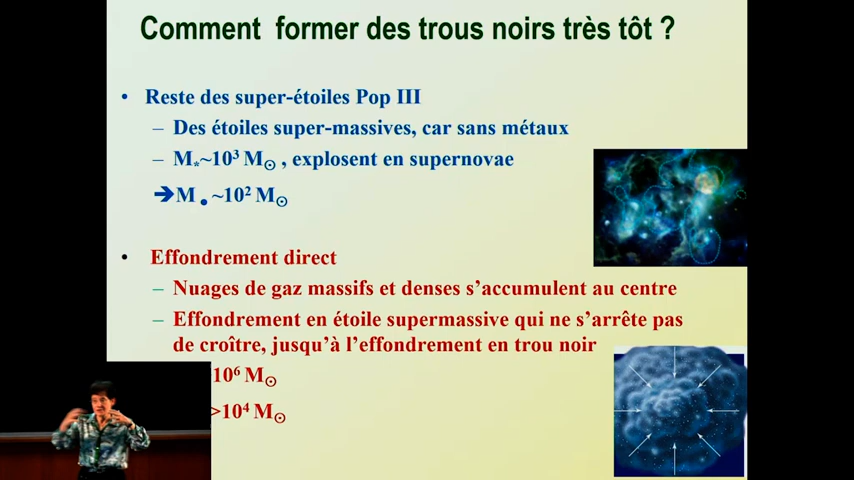 Comment former des trous noirs très tôt ?
• Reste des super-étoiles Pop III
– Des étoiles super-massives, car sans métaux
– M*~10³ M☉ , explosent en supernovae
➔M●~10² M☉
• Effondrement direct
– Nuages de gaz massifs et denses s’accumulent au centre
– Effondrement en étoile supermassive qui ne s’arrête pas
de croître, jusqu’à l’effondrement en trou noir
10⁶ M☉
>10⁴ M☉